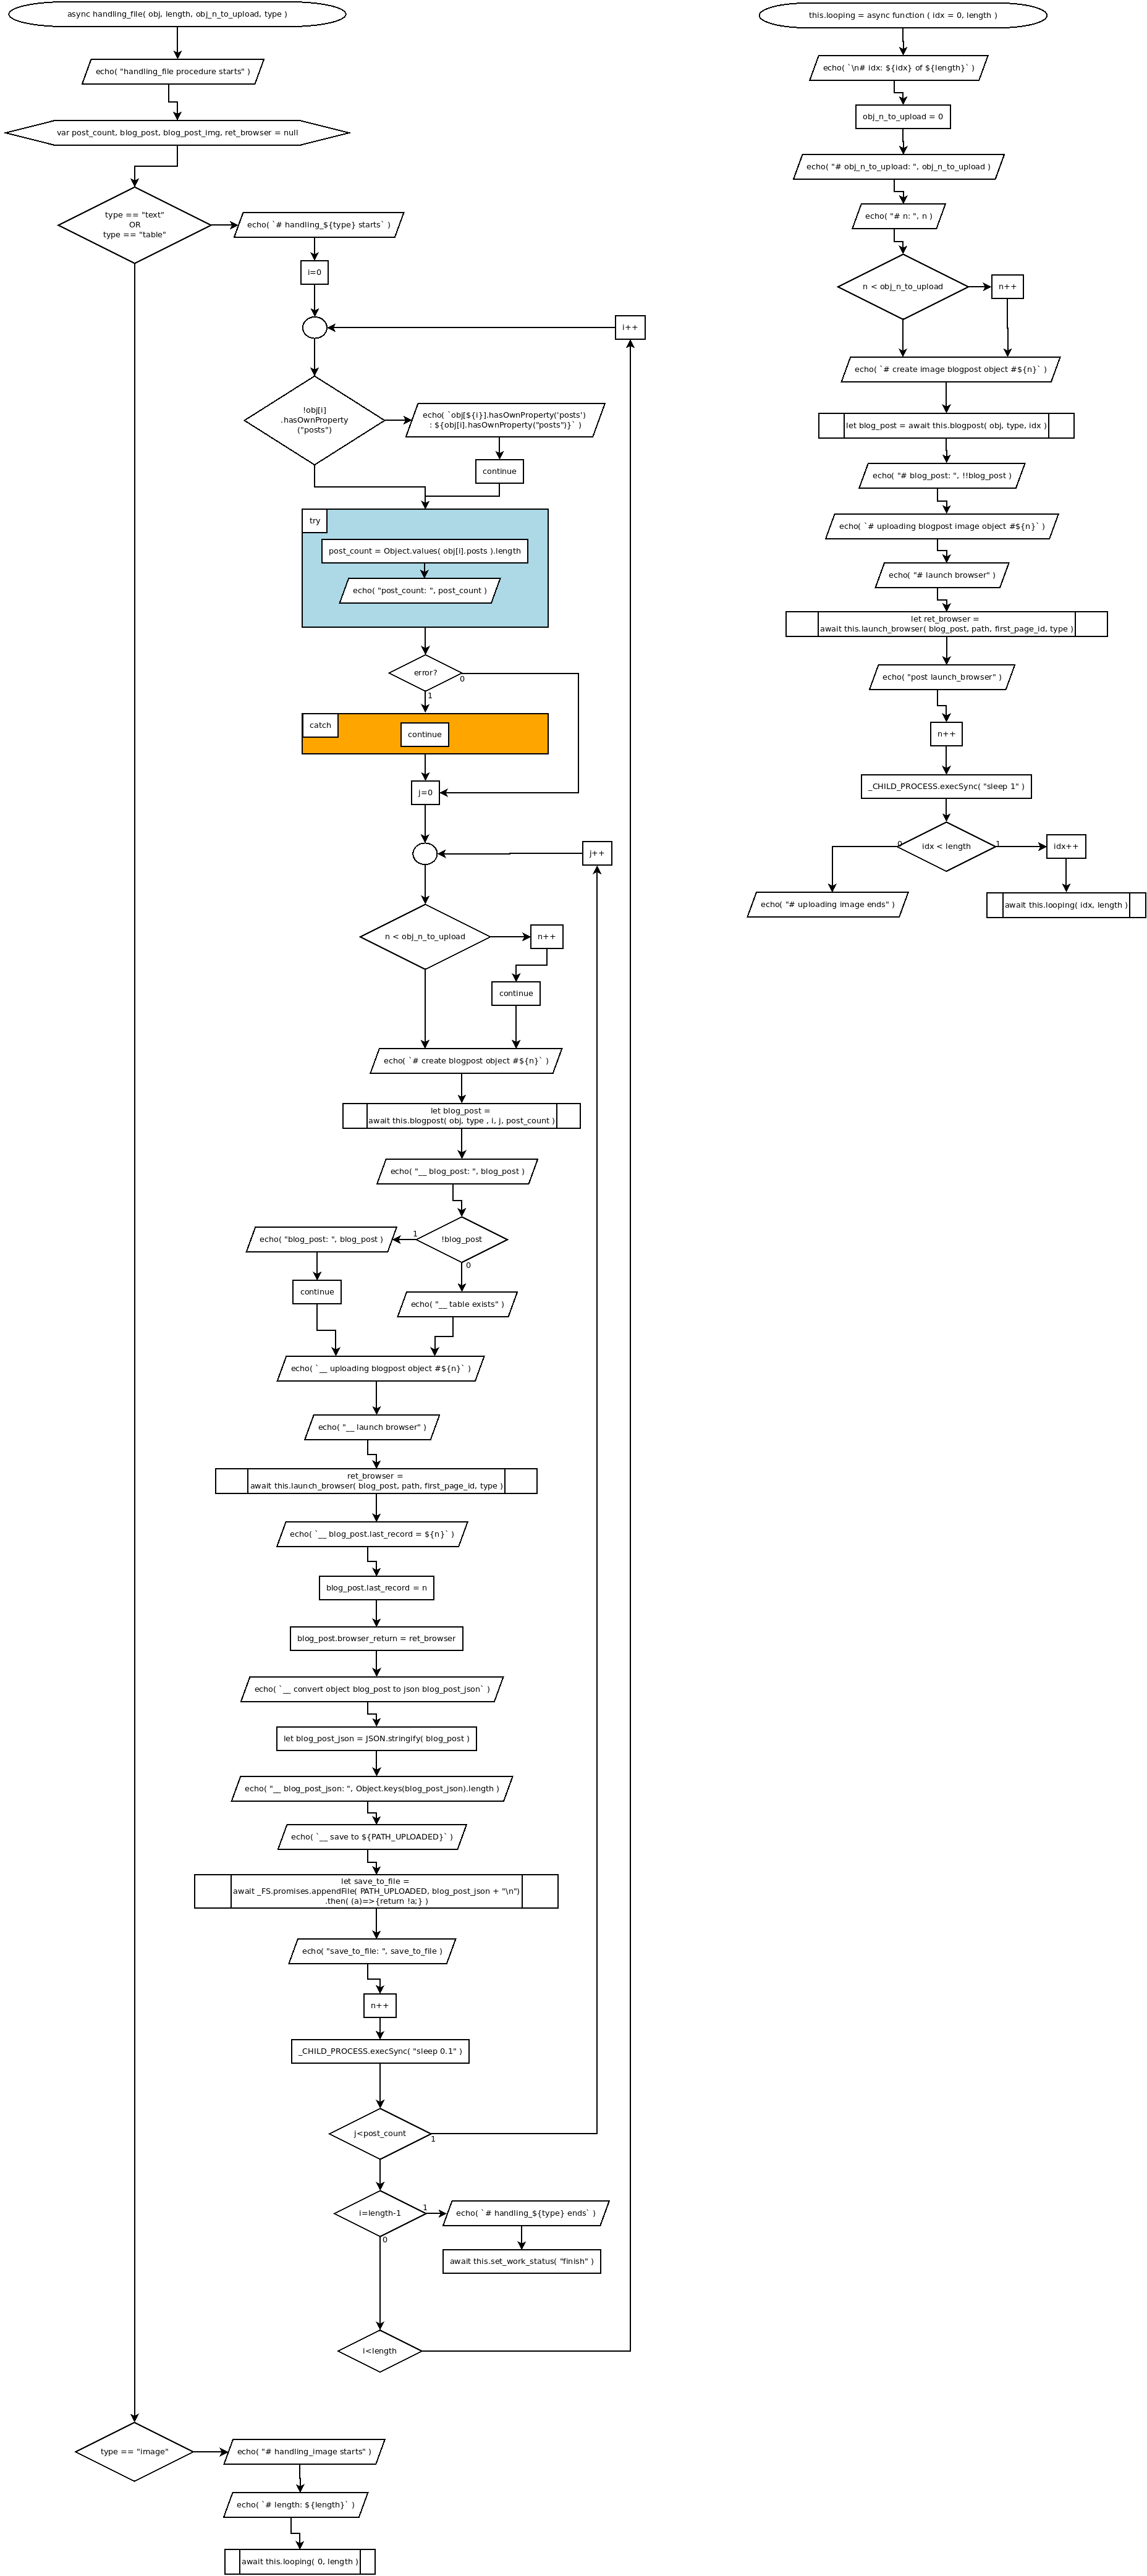 async handling_file( obj, length, obj_n_to_upload, type )
echo( "handling_file procedure starts" )
var post_count, blog_post, blog_post_img, ret_browser = null
type == "text"
OR
type == "table"
echo( `# handling_${type} starts` )
i=0
i++
!obj[i]
.hasOwnProperty
("posts")
echo( `obj[${i}].hasOwnProperty('posts')
: ${obj[i].hasOwnProperty("posts")}` )
continue
try
post_count = Object.values( obj[i].posts ).length
echo( "post_count: ", post_count )
error?
0
1
catch
continue
j=0
j++
n < obj_n_to_upload
n++
continue
echo( `# create blogpost object #${n}` )
let blog_post =
await this.blogpost( obj, type , i, j, post_count )
echo( "__ blog_post: ", blog_post )
!blog_post
1
0
echo( "blog_post: ", blog_post )
continue
echo( "__ table exists" )
echo( `__ uploading blogpost object #${n}` )
echo( "__ launch browser" )
ret_browser =
await this.launch_browser( blog_post, path, first_page_id, type )
echo( `__ blog_post.last_record = ${n}` )
blog_post.last_record = n
blog_post.browser_return = ret_browser
echo( `__ convert object blog_post to json blog_post_json` )
let blog_post_json = JSON.stringify( blog_post )
echo( "__ blog_post_json: ", Object.keys(blog_post_json).length )
echo( `__ save to ${PATH_UPLOADED}` )
let save_to_file =
await _FS.promises.appendFile( PATH_UPLOADED, blog_post_json + "\n")
.then( (a)=>{return !a;} )
echo( "save_to_file: ", save_to_file )
n++
_CHILD_PROCESS.execSync( "sleep 0.1" )
j<post_count
1
i=length-1
1
0
echo( `# handling_${type} ends` )
await this.set_work_status( "finish" )
i<length
type == "image"
echo( "# handling_image starts" )
echo( `# length: ${length}` )
await this.looping( 0, length )
this.looping = async function ( idx = 0, length )
echo( `\n# idx: ${idx} of ${length}` )
obj_n_to_upload = 0
echo( "# obj_n_to_upload: ", obj_n_to_upload )
echo( "# n: ", n )
n < obj_n_to_upload
n++
echo( `# create image blogpost object #${n}` )
let blog_post = await this.blogpost( obj, type, idx )
echo( "# blog_post: ", !!blog_post )
echo( `# uploading blogpost image object #${n}` )
echo( "# launch browser" )
let ret_browser =
await this.launch_browser( blog_post, path, first_page_id, type )
echo( "post launch_browser" )
n++
_CHILD_PROCESS.execSync( "sleep 1" )
idx < length
0
1
idx++
echo( "# uploading image ends" )
await this.looping( idx, length )